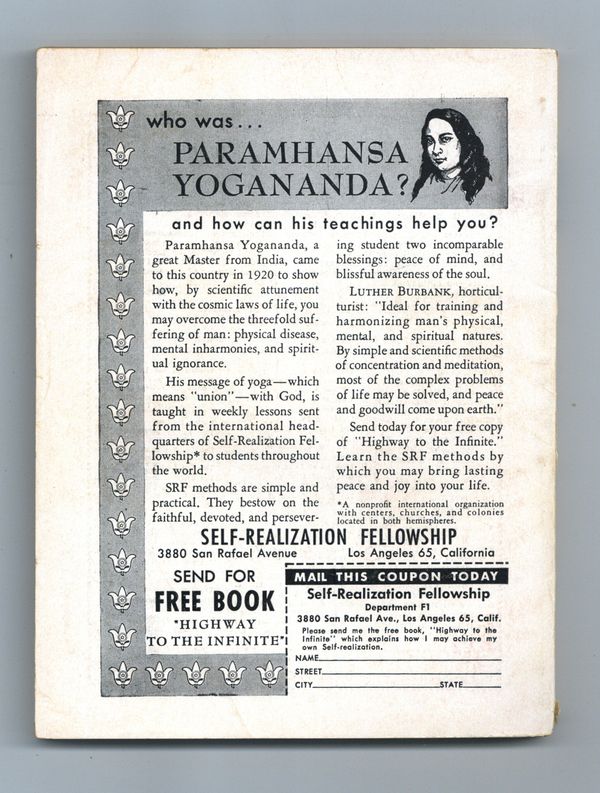 who was...
PARAMHANSA
YOGANANDA?
and how can his teachings help you?
Paramhansa Yogananda, a
great Master from India, came
to this country in 1920 to show
how, by scientific attunement
with the cosmic laws of life, you
may overcome the threefold suf-
fering of man: physical disease,
mental inharmonies, and spirit-
ual ignorance.
His message of yoga—which
means "union"—with God, is
taught in weekly lessons sent
from the international head-
quarters of Self-Realization Fel-
lowship* to students throughout
the world.
SRF methods are simple and
practical. They bestow on the
faithful, devoted, and persever-
ing student two incomparable
blessings: peace of mind, and
blissful awareness of the soul.
LUTHER BURBANK, horticul-
turist: "Ideal for training and
harmonizing man's physical,
mental, and spiritual natures.
By simple and scientific methods
of concentration and meditation,
most of the complex problems
of life may be solved, and peace
and goodwill come upon earth."
Send today for your free copy
of "Highway to the Infinite."
Learn the SRF methods by
which you may bring lasting
peace and joy into your life.
*A nonprofit international organization
with centers, churches, and colonies
located in both hemispheres.
SELF-REALIZATION FELLOWSHIP
3880 San Rafael Avenue Los Angeles 65, California
SEND FOR
FREE BOOK
"HIGHWAY
TO THE INFINITE"
MAIL THIS COUPON TODAY
Self-Realization Fellowship
Department F1
3880 San Rafael Ave., Los Angeles 65, Calif.
Please send me the free book, "Highway to the
Infinite" which explains how I may achieve my
own Self-realization.
NAME
STREET
CITY STATE